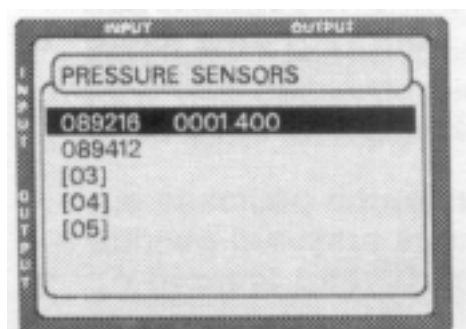 INPUT OUTPUT
INPUT OUTPUT
PRESSURE SENSORS
089216 0001.400
089412
[03]
[04]
[05]